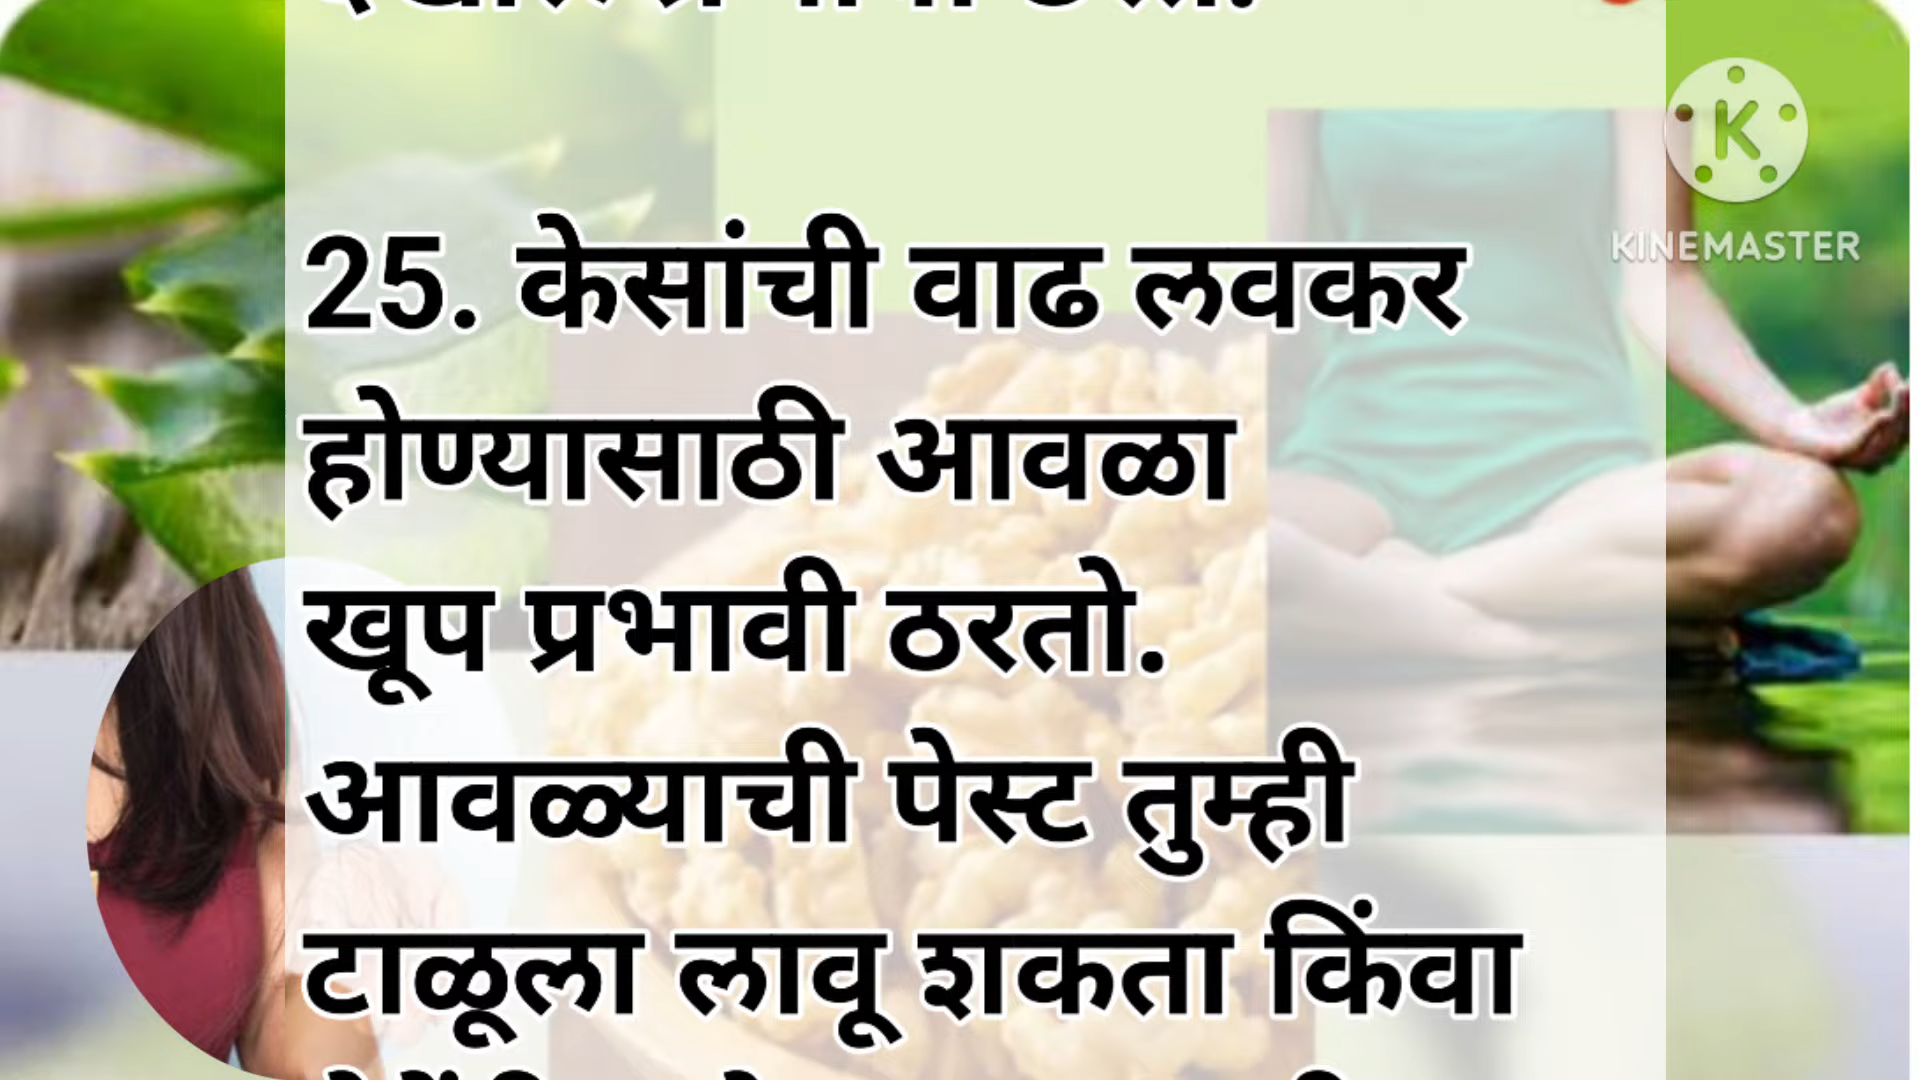 25. केसांची वाढ लवकर
होण्यासाठी आवळा
खूप प्रभावी ठरतो.
आवळ्याची पेस्ट तुम्ही
टाळूला लावू शकता किंवा
K
KINEMASTER